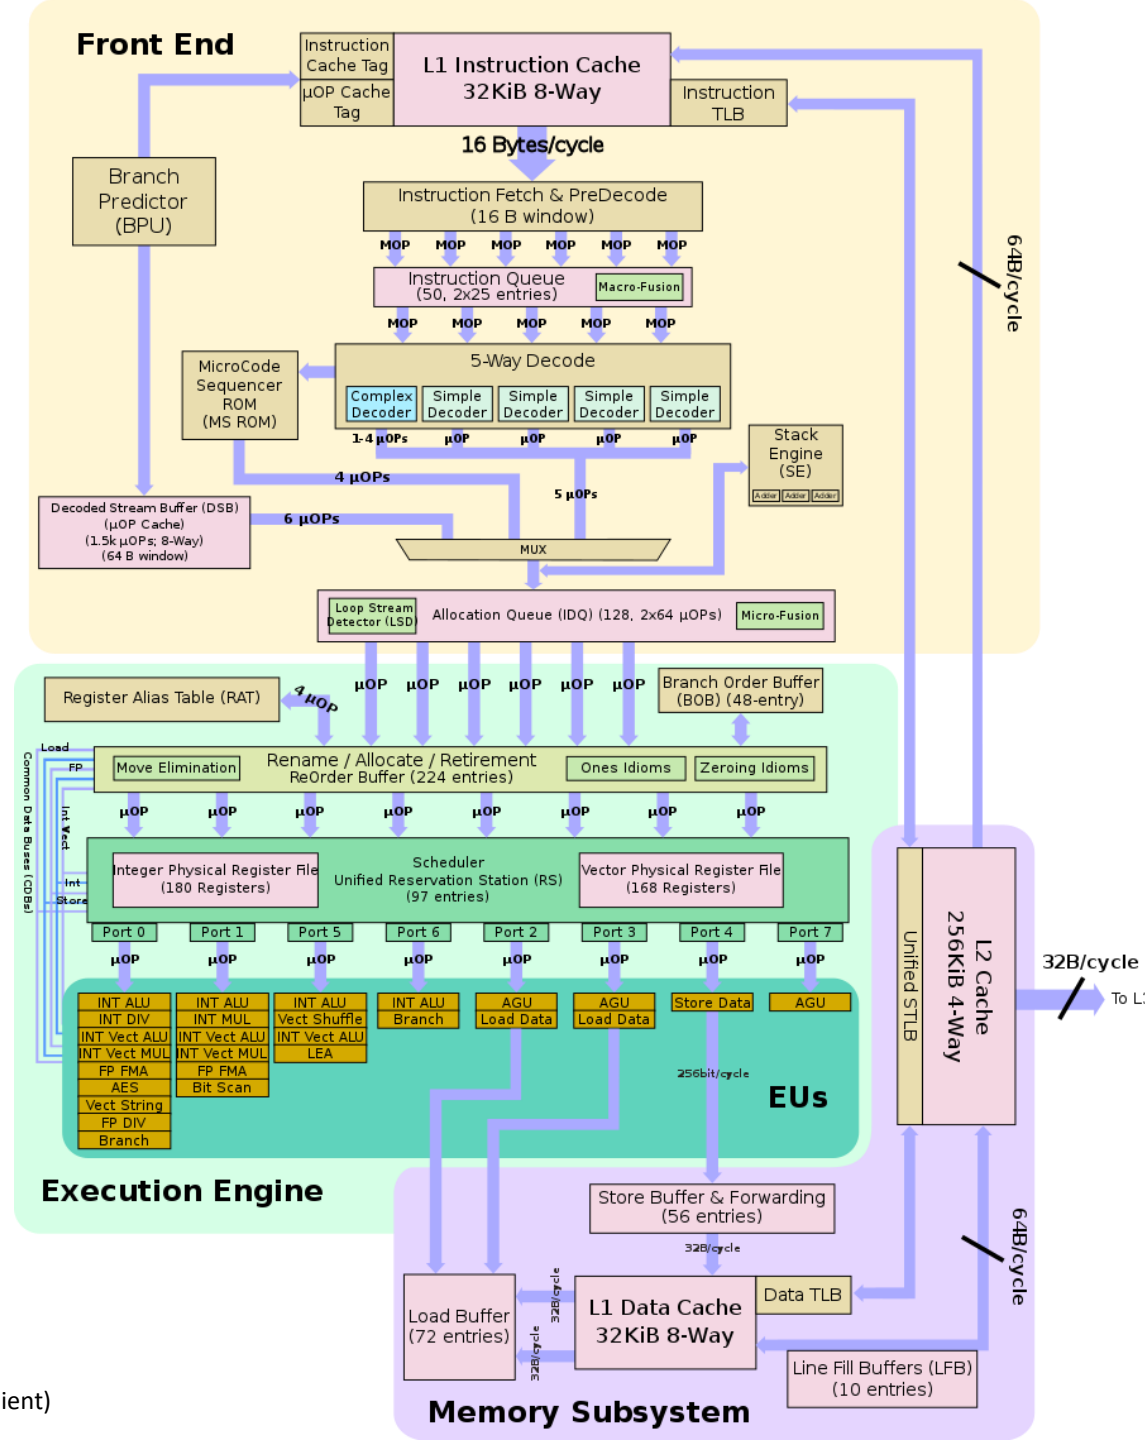 Front End
Instruction
Cache Tag
µOP Cache
Tag
L1 Instruction Cache
32KiB 8-Way
Instruction
TLB
16 Bytes/cycle
Branch
Predictor
(BPU)
Instruction Fetch & PreDecode
(16 B window)
MOP MOP MOP MOP MOP MOP
Instruction Queue
(50, 2x25 entries)
Macro-Fusion
MOP MOP MOP MOP MOP
64B/cycle
5-Way Decode
MicroCode
Sequencer
ROM
(MS ROM)
Complex
Decoder
Simple
Decoder
Simple
Decoder
Simple
Decoder
Simple
Decoder
1-4 µOPs µOP µOP µOP µOP
Stack
Engine
(SE)
Adder Adder Adder
4 µOPs
5 µOPs
Decoded Stream Buffer (DSB)
(µOP Cache)
(1.5k µOPs; 8-Way)
(64 B window)
6 µOPs
MUX
Loop Stream
Detector (LSD)
Allocation Queue (IDQ) (128, 2x64 µOPs)
Micro-Fusion
Register Alias Table (RAT)
4 µOP
µOP µOP µOP µOP µOP µOP
Branch Order Buffer
(BOB) (48-entry)
Load
FP
Common Data Buses (CDBs)
Int Vect
Int
Store
Move Elimination
Rename / Allocate / Retirement
ReOrder Buffer (224 entries)
Ones Idioms
Zeroing Idioms
µOP µOP µOP µOP µOP µOP µOP µOP
Integer Physical Register File
(180 Registers)
Scheduler
Unified Reservation Station (RS)
(97 entries)
Vector Physical Register File
(168 Registers)
Port 0 Port 1 Port 5 Port 6 Port 2 Port 3 Port 4 Port 7
µOP µOP µOP µOP µOP µOP µOP µOP
INT ALU
INT DIV
INT Vect ALU
INT Vect MUL
FP FMA
AES
Vect String
FP DIV
Branch
INT ALU
INT MUL
INT Vect ALU
INT Vect MUL
FP FMA
Bit Scan
INT ALU
Vect Shuffle
INT Vect ALU
LEA
INT ALU
Branch
AGU
Load Data
AGU
Load Data
Store Data
AGU
256bit/cycle
EUs
Unified STLB
L2 Cache
256KiB 4-Way
32B/cycle
To L3
Execution Engine
Store Buffer & Forwarding
(56 entries)
32B/cycle
64B/cycle
Load Buffer
(72 entries)
32B/cycle
32B/cycle
L1 Data Cache
32KiB 8-Way
Data TLB
Line Fill Buffers (LFB)
(10 entries)
ient)
Memory Subsystem